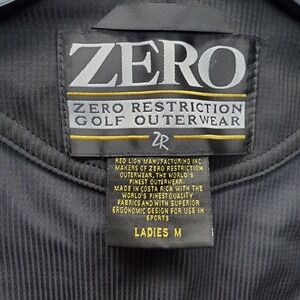 ZERO
ZERO RESTRICTION
GOLF OUTERWEAR
ZR
RED LION MANUFACTURING INC.
MAKERS OF ZERO RESTRICTION
OUTERWEAR, THE WORLD'S
FINEST OUTERWEAR
MADE IN COSTA RICA WITH THE
WORLD'S FINEST QUALITY
FABRICS AND WITH SUPERIOR
ERGONOMIC DESIGN FOR USE IN
SPORTS
LADIES M